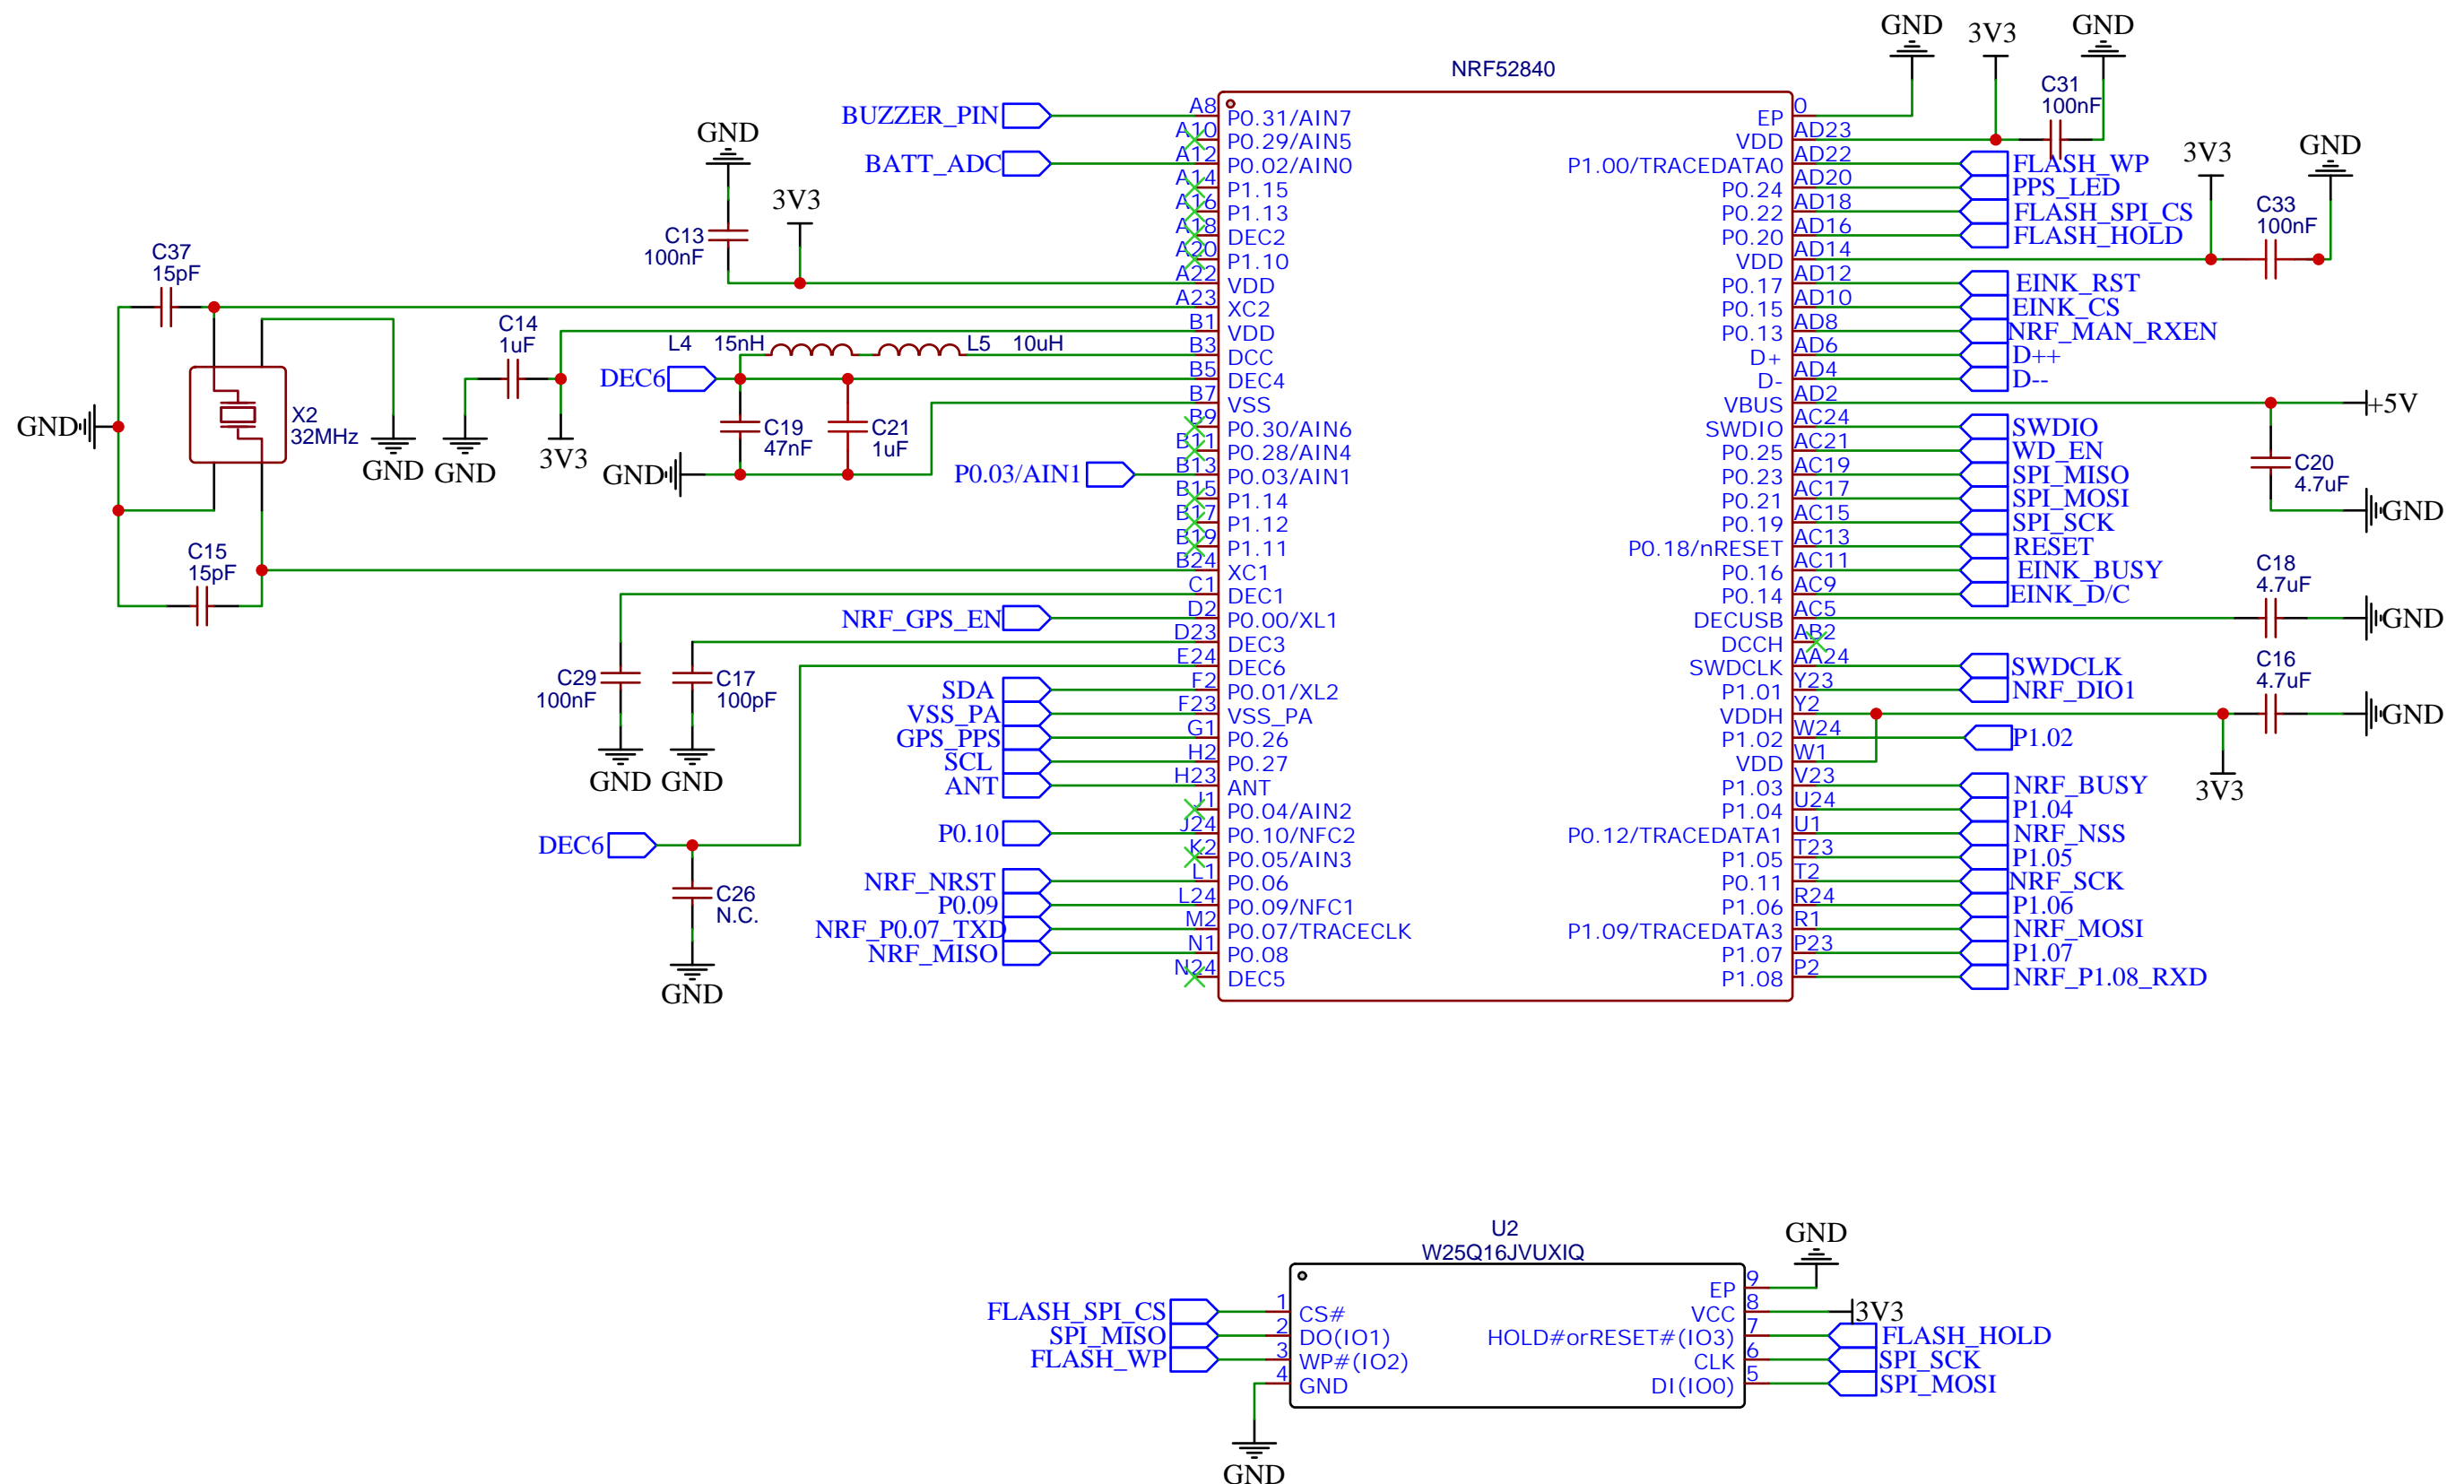 NRF52840
GND
3V3
GND
C31
100nF
BUZZER_PIN
A8
P0.31/AIN7
EP
0
A10
P0.29/AIN5
VDD
AD23
BATT_ADC
A12
P0.02/AIN0
P1.00/TRACEDATA0
AD22
FLASH_WP
A14
P1.15
P0.24
AD20
PPS_LED
A16
P1.13
P0.22
AD18
FLASH_SPI_CS
A18
DEC2
P0.20
AD16
FLASH_HOLD
A20
P1.10
VDD
AD14
3V3
GND
C33
100nF
GND
C13
100nF
3V3
A22
VDD
P0.17
AD12
EINK_RST
C37
15pF
A23
XC2
P0.15
AD10
EINK_CS
C14
1uF
B1
VDD
P0.13
AD8
NRF_MAN_RXEN
L4
15nH
L5
10uH
B3
DCC
D+
AD6
D++
DEC6
B5
DEC4
D-
AD4
D--
B7
VSS
VBUS
AD2
+5V
X2
32MHz
GND
GND
GND
3V3
C19
47nF
C21
1uF
GND
B9
P0.30/AIN6
SWDIO
AC24
SWDIO
B11
P0.28/AIN4
P0.25
AC21
WD_EN
C20
4.7uF
GND
P0.03/AIN1
B13
P0.03/AIN1
P0.23
AC19
SPI_MISO
B15
P1.14
P0.21
AC17
SPI_MOSI
B17
P1.12
P0.19
AC15
SPI_SCK
B19
P1.11
P0.18/nRESET
AC13
RESET
C15
15pF
B24
XC1
P0.16
AC11
EINK_BUSY
C1
DEC1
P0.14
AC9
EINK_D/C
C18
4.7uF
GND
NRF_GPS_EN
D2
P0.00/XL1
DECUSB
AC5
D23
DEC3
DCCH
AB2
E24
DEC6
SWDCLK
AA24
SWDCLK
C29
100nF
GND
C17
100pF
GND
SDA
F2
P0.01/XL2
P1.01
Y23
NRF_DIO1
C16
4.7uF
GND
VSS_PA
F23
VSS_PA
VDDH
Y2
GPS_PPS
G1
P0.26
P1.02
W24
P1.02
SCL
H2
P0.27
VDD
W1
3V3
ANT
H23
ANT
P1.03
V23
NRF_BUSY
J1
P0.04/AIN2
P1.04
U24
P1.04
P0.10
J24
P0.10/NFC2
P0.12/TRACEDATA1
U1
NRF_NSS
DEC6
K2
P0.05/AIN3
P1.05
T23
P1.05
NRF_NRST
L1
P0.06
P0.11
T2
NRF_SCK
C26
N.C.
GND
P0.09
L24
P0.09/NFC1
P1.06
R24
P1.06
NRF_P0.07_TXD
M2
P0.07/TRACECLK
P1.09/TRACEDATA3
R1
NRF_MOSI
NRF_MISO
N1
P0.08
P1.07
P23
P1.07
N24
DEC5
P1.08
P2
NRF_P1.08_RXD
U2
W25Q16JVUXIQ
GND
EP
9
FLASH_SPI_CS
1
CS#
VCC
8
3V3
SPI_MISO
2
DO(IO1)
HOLD#orRESET#(IO3)
7
FLASH_HOLD
FLASH_WP
3
WP#(IO2)
CLK
6
SPI_SCK
4
GND
DI(IO0)
5
SPI_MOSI
GND